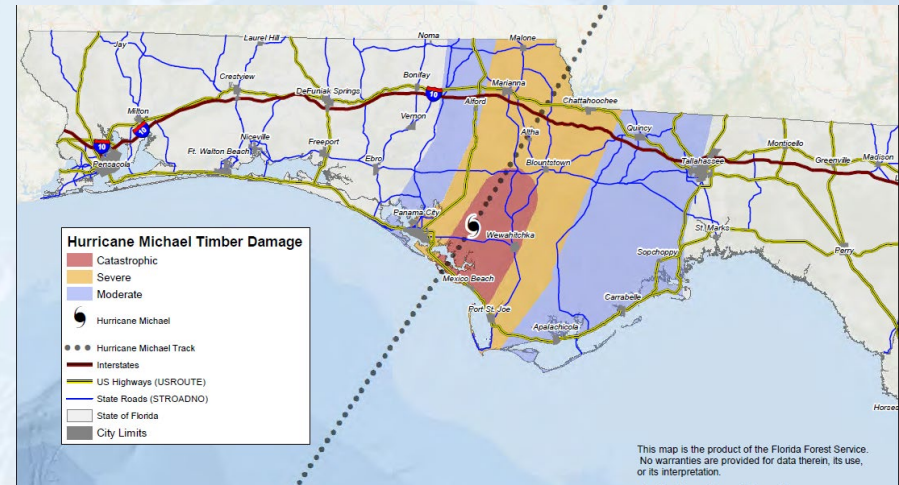 Jay
Laurel Hill
Noma
Malone
Crestview
DeFuniak Springs
Bonifay
10
Marianna
Alford
Chattahoochee
Milton
10
10
Pensacola
Niceville
Ft. Walton Beach
Freeport
Vernon
Ebro
Altha
Blountstown
Quincy
Tallahassee
Monticello
Greenville
Madison
Panama City
Wewahitchka
St. Marks
Sopchoppy
Perry
Mexico Beach
Port St. Joe
Carrabelle
Apalachicola
Horses
Hurricane Michael Timber Damage
Catastrophic
Severe
Moderate
Hurricane Michael
Hurricane Michael Track
Interstates
US Highways (USROUTE)
State Roads (STROADNO)
State of Florida
City Limits
This map is the product of the Florida Forest Service.
No warranties are provided for data therein, its use,
or its interpretation.